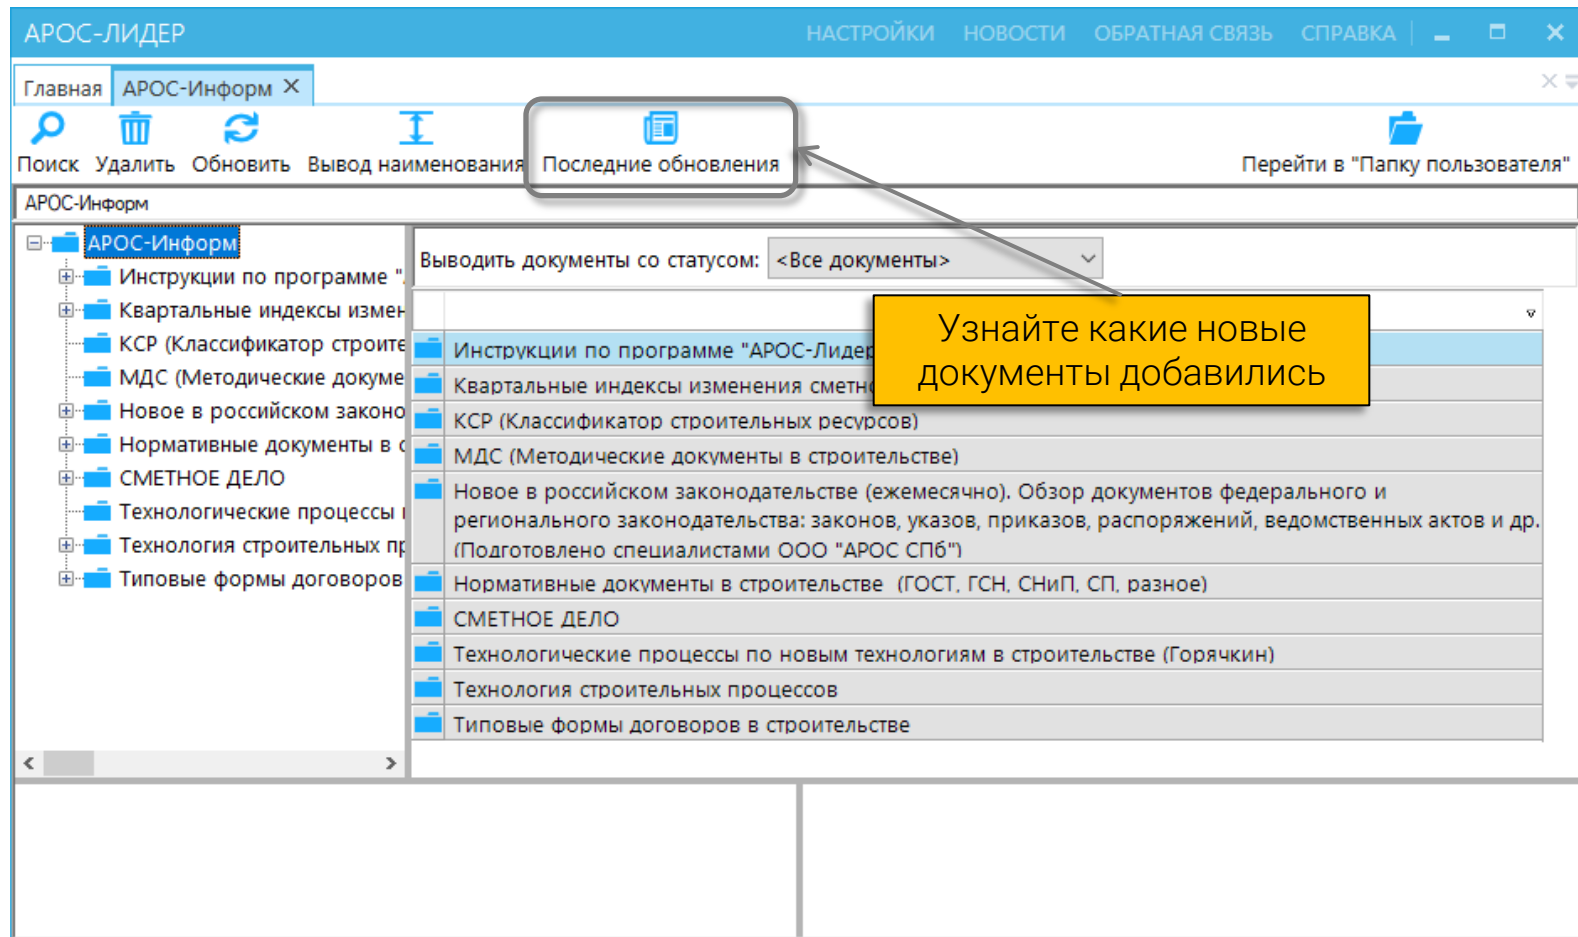 АРОС-ЛИДЕР НАСТРОЙКИ НОВОСТИ ОБРАТНАЯ СВЯЗЬ СПРАВКА
Главная АРОС-Информ
Поиск Удалить Обновить Вывод наименования Последние обновления Перейти в "Папку пользователя"
АРОС-Информ
АРОС-Информ
Инструкции по программе "
Квартальные индексы измен
КСР (Классификатор строите
МДС (Методические докуме
Новое в российском законо
Нормативные документы в с
СМЕТНОЕ ДЕЛО
Технологические процессы
Технология строительных пр
Типовые формы договоров
Выводить документы со статусом: <Все документы>
Узнайте какие новые
документы добавились
Инструкции по программе "АРОС-Лидер
Квартальные индексы изменения сметн
КСР (Классификатор строительных ресурсов)
МДС (Методические документы в строительстве)
Новое в российском законодательстве (ежемесячно). Обзор документов федерального и
регионального законодательства: законов, указов, приказов, распоряжений, ведомственных актов и др.
(Подготовлено специалистами ООО "АРОС СПб")
Нормативные документы в строительстве (ГОСТ, ГСН, СНиП, СП, разное)
СМЕТНОЕ ДЕЛО
Технологические процессы по новым технологиям в строительстве (Горячкин)
Технология строительных процессов
Типовые формы договоров в строительстве